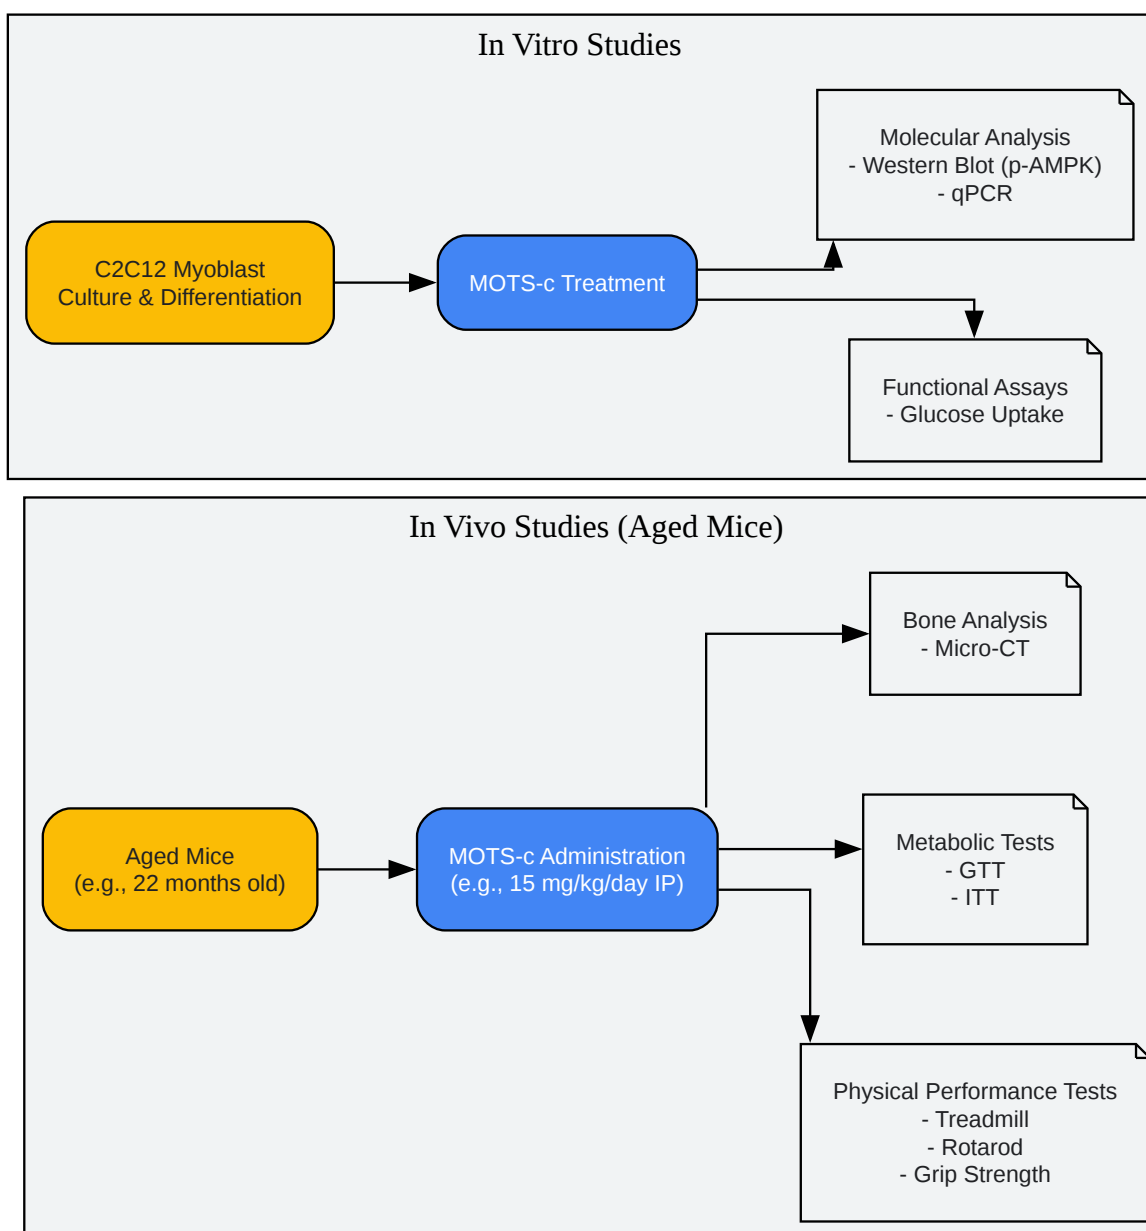 In Vitro Studies
Molecular Analysis
- Western Blot (p-AMPK)
- qPCR
C2C12 Myoblast
Culture & Differentiation
MOTS-c Treatment
Functional Assays
- Glucose Uptake
In Vivo Studies (Aged Mice)
Bone Analysis
- Micro-CT
Aged Mice
(e.g., 22 months old)
MOTS-c Administration
(e.g., 15 mg/kg/day IP)
Metabolic Tests
- GTT
- ITT
Physical Performance Tests
- Treadmill
- Rotarod
- Grip Strength